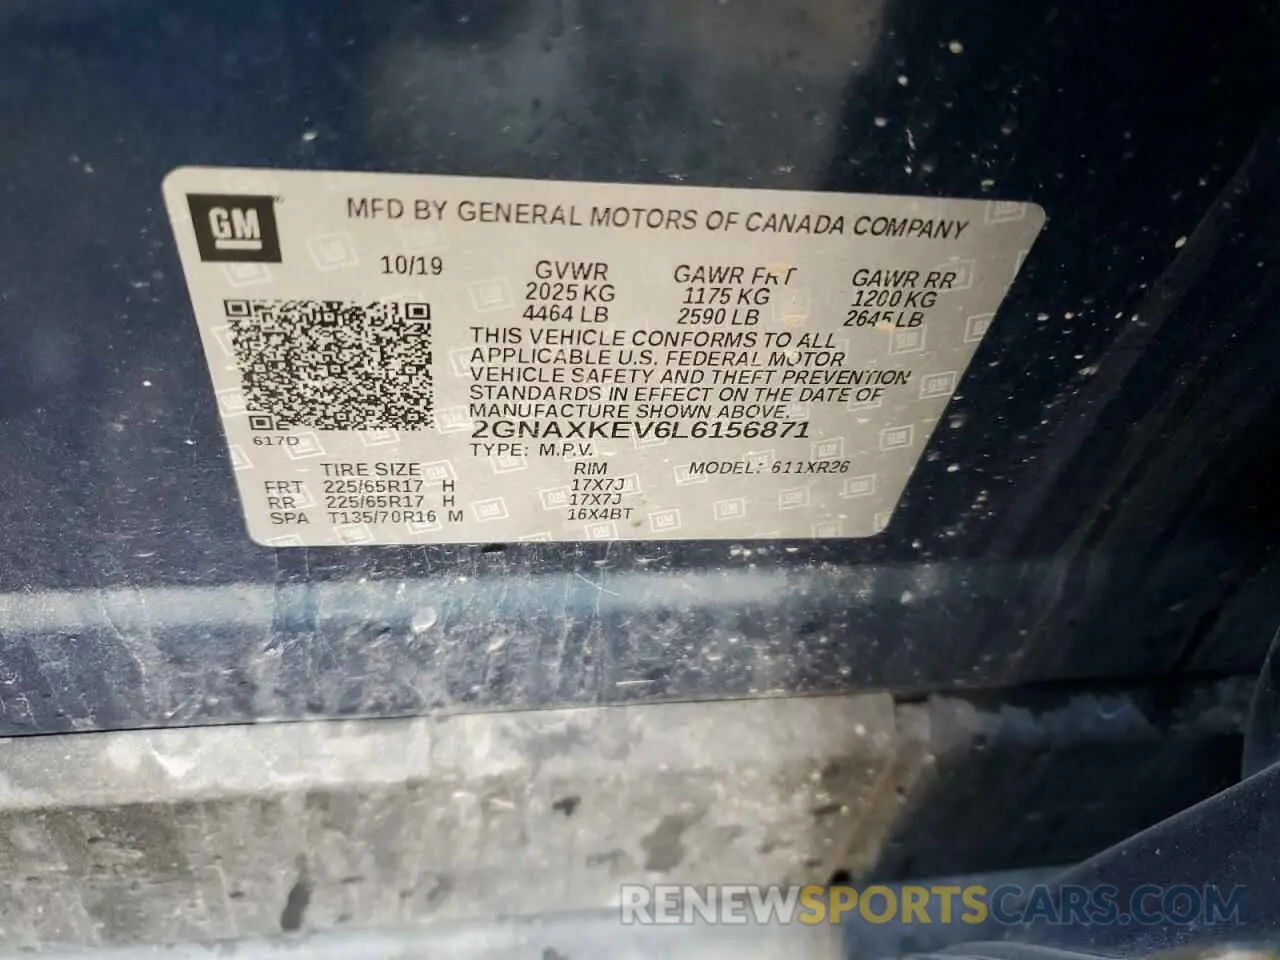 GM
MFD BY GENERAL MOTORS OF CANADA COMPANY
10/19 GVWR GAWR FRT GAWR RR
2025 KG 1175 KG 1200 KG
4464 LB 2590 LB 2645 LB
THIS VEHICLE CONFORMS TO ALL
APPLICABLE U.S. FEDERAL MOTOR
VEHICLE SAFETY AND THEFT PREVENTION
STANDARDS IN EFFECT ON THE DATE OF
MANUFACTURE SHOWN ABOVE.
617D 2GNAXKEV6L6156871
TYPE: M.P.V.
TIRE SIZE RIM MODEL: 611XR26
FRT 225/65R17 H 17X7J
RR 225/65R17 H 17X7J
SPA T135/70R16 M 16X4BT
RENEWSPORTSCARS.COM